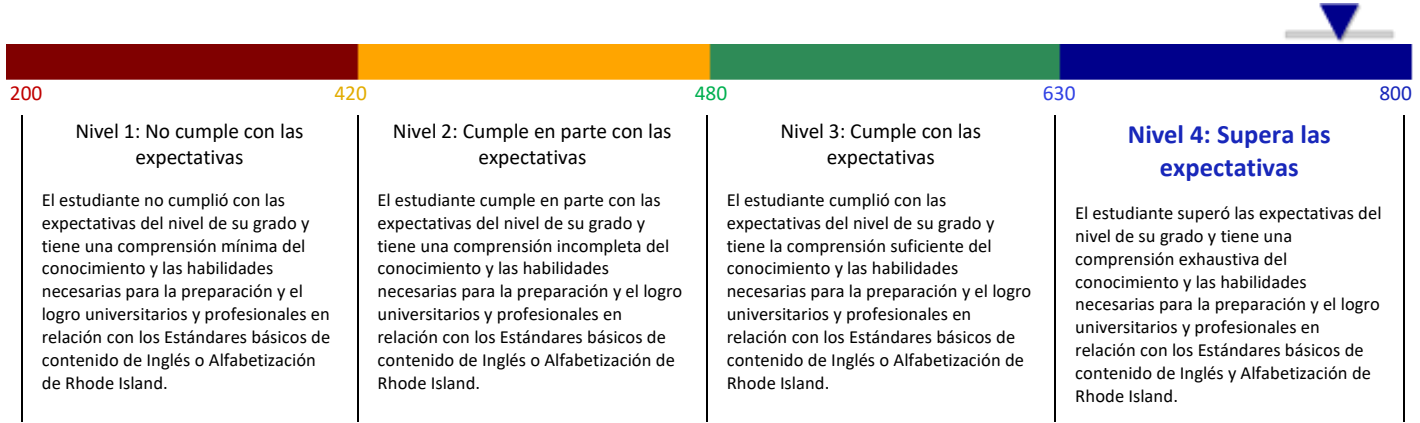 200
420
480
630
800
Nivel 1: No cumple con las
expectativas
El estudiante no cumplió con las
expectativas del nivel de su grado y
tiene una comprensión mínima del
conocimiento y las habilidades
necesarias para la preparación y el
logro universitarios y profesionales en
relación con los Estándares básicos de
contenido de Inglés o Alfabetización
de Rhode Island.
Nivel 2: Cumple en parte con las
expectativas
El estudiante cumple en parte con las
expectativas del nivel de su grado y
tiene una comprensión incompleta del
conocimiento y las habilidades
necesarias para la preparación y el logro
universitarios y profesionales en
relación con los Estándares básicos de
contenido de Inglés o Alfabetización de
Rhode Island.
Nivel 3: Cumple con las
expectativas
El estudiante cumplió con las
expectativas del nivel de su grado y
tiene la comprensión suficiente del
conocimiento y las habilidades
necesarias para la preparación y el logro
universitarios y profesionales en
relación con los Estándares básicos de
contenido de Inglés o Alfabetización de
Rhode Island.
Nivel 4: Supera las
expectativas
El estudiante superó las expectativas del
nivel de su grado y tiene una
comprensión exhaustiva del
conocimiento y las habilidades
necesarias para la preparación y el logro
universitarios y profesionales en
relación con los Estándares básicos de
contenido de Inglés y Alfabetización de
Rhode Island.